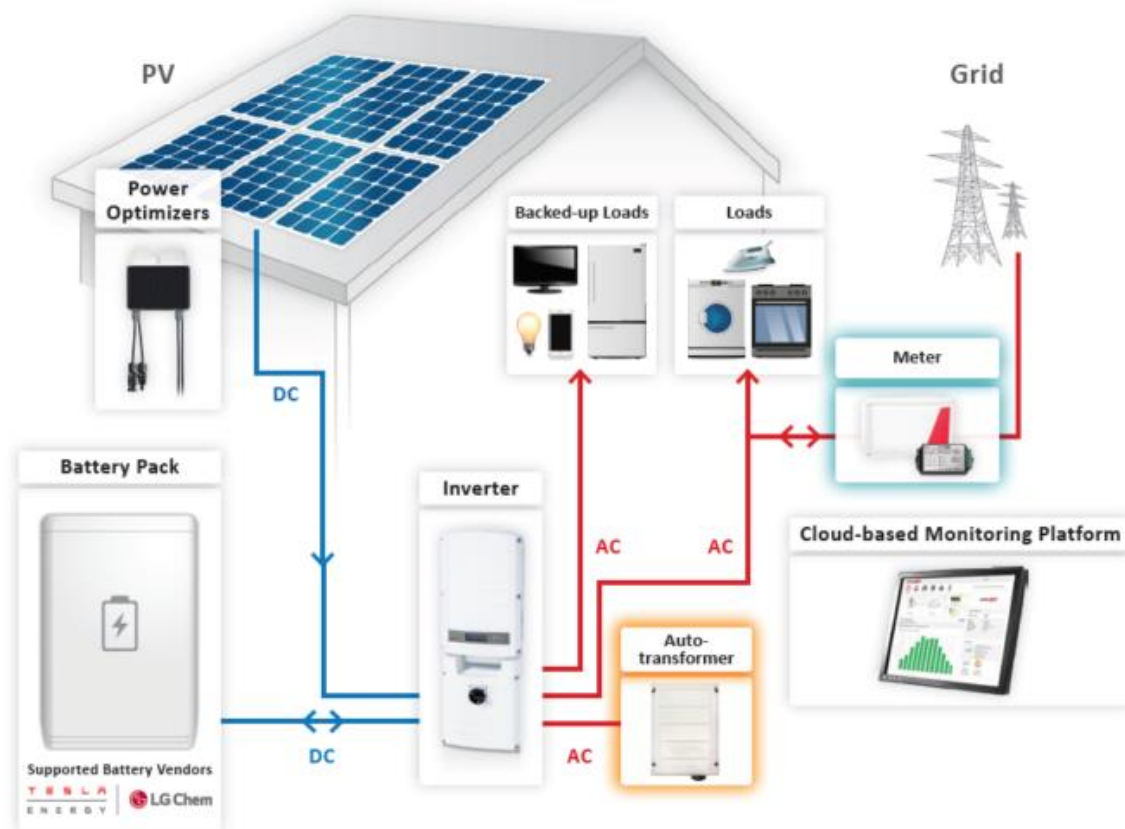 PV
Grid
Power
Optimizers
Backed-up Loads
Loads
Meter
DC
Battery Pack
Inverter
Cloud-based Monitoring Platform
AC
AC
Auto-
transformer
DC
AC
Supported Battery Vendors
TESLA
ENERGY
LG Chem